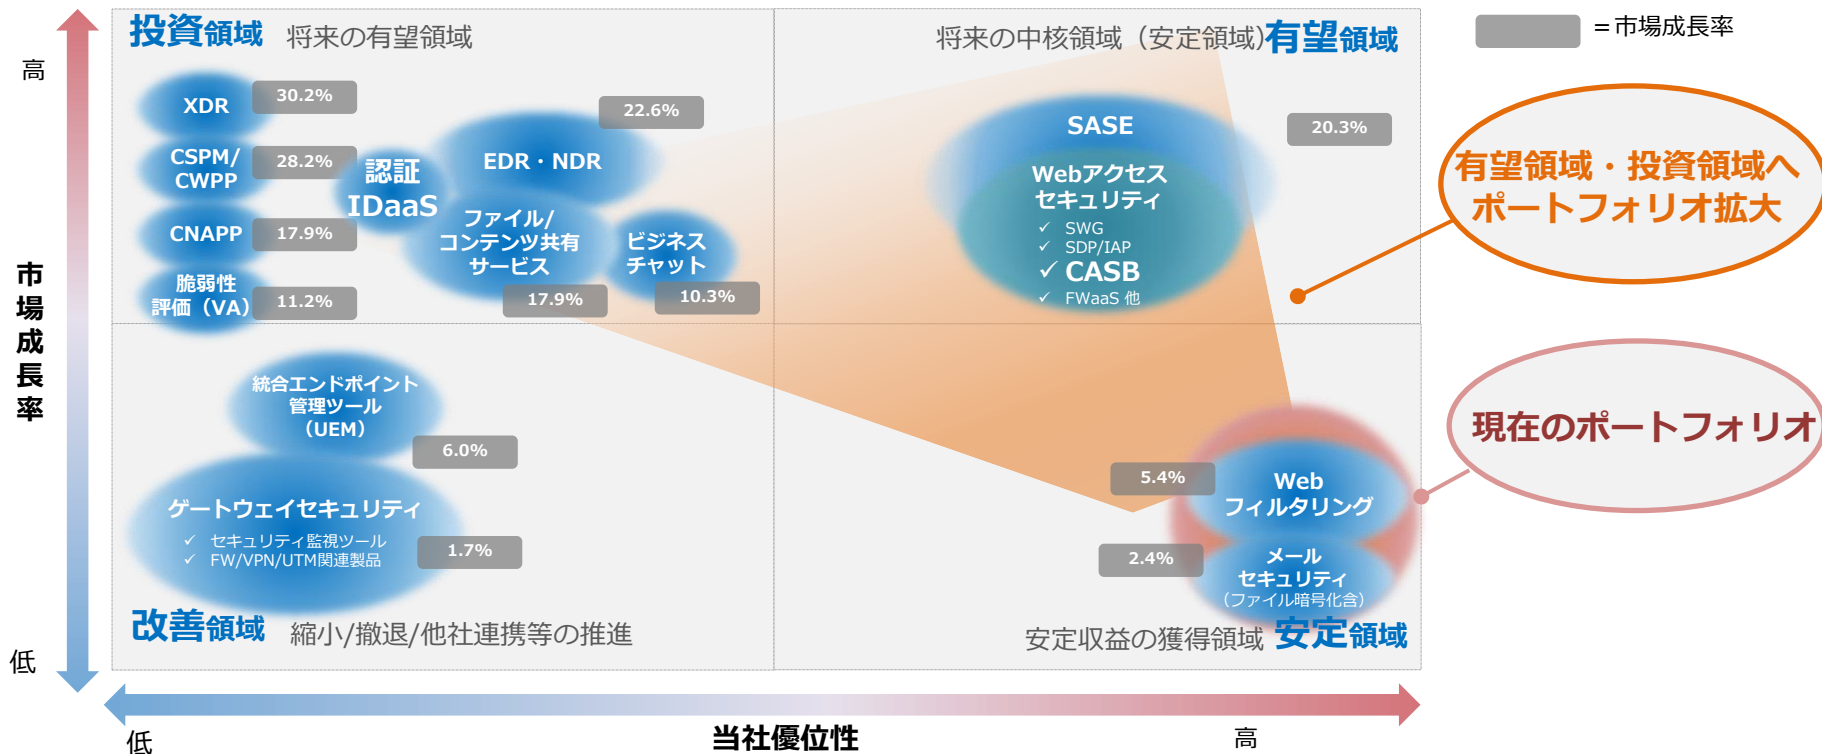 投資領域 将来の有望領域
将来の中核領域（安定領域）有望領域
＝市場成長率
高
XDR
30.2%
CSPM/
CWPP
28.2%
CNAPP
17.9%
脆弱性
評価（VA）
11.2%
認証
IDaaS
EDR・NDR
22.6%
ファイル/
コンテンツ共有
サービス
17.9%
ビジネス
チャット
10.3%
SASE
20.3%
Webアクセス
セキュリティ
✓ SWG
✓ SDP/IAP
✓ CASB
✓ FWaaS 他
有望領域・投資領域へ
ポートフォリオ拡大
市場成長率
統合エンドポイント
管理ツール
（UEM）
6.0%
ゲートウェイセキュリティ
✓ セキュリティ監視ツール
✓ FW/VPN/UTM関連製品
1.7%
現在のポートフォリオ
5.4%
Web
フィルタリング
2.4%
メール
セキュリティ
（ファイル暗号化含）
改善領域 縮小/撤退/他社連携等の推進
安定収益の獲得領域 安定領域
低
低
当社優位性
高